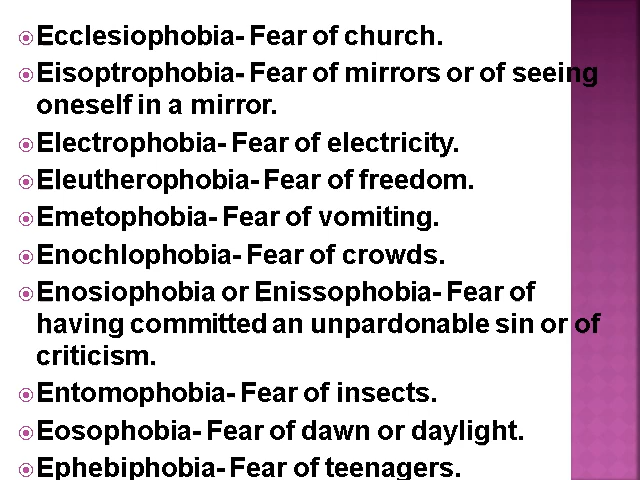 Ecclesiophobia- Fear of church.
Eisoptrophobia- Fear of mirrors or of seeing
oneself in a mirror.
Electrophobia- Fear of electricity.
Eleutherophobia- Fear of freedom.
Emetophobia- Fear of vomiting.
Enochlophobia- Fear of crowds.
Enosiophobia or Enissophobia- Fear of
having committed an unpardonable sin or of
criticism.
Entomophobia- Fear of insects.
Eosophobia- Fear of dawn or daylight.
Ephebiphobia- Fear of teenagers.